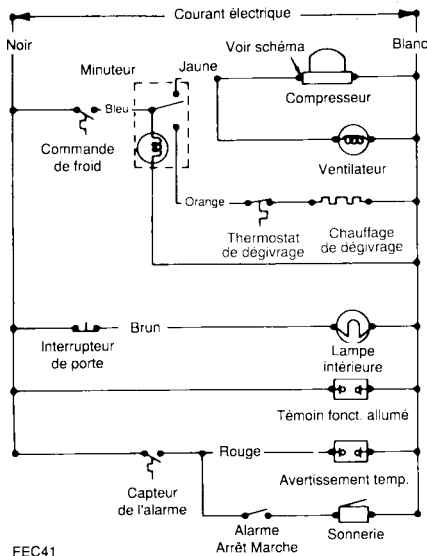 Courant électrique
Noir
Blanc
Voir schéma
Minuteur
Jaune
Compresseur
Bleu
Commande
de froid
Ventilateur
Orange
Thermostat
de dégivrage
Chauffage
de dégivrage
Brun
Interrupteur
de porte
Lampe
intérieure
Témoin fonct. allumé
Rouge
Avertissement temp.
Capteur
de l'alarme
Alarme
Arrêt Marche
Sonnerie
FEC41